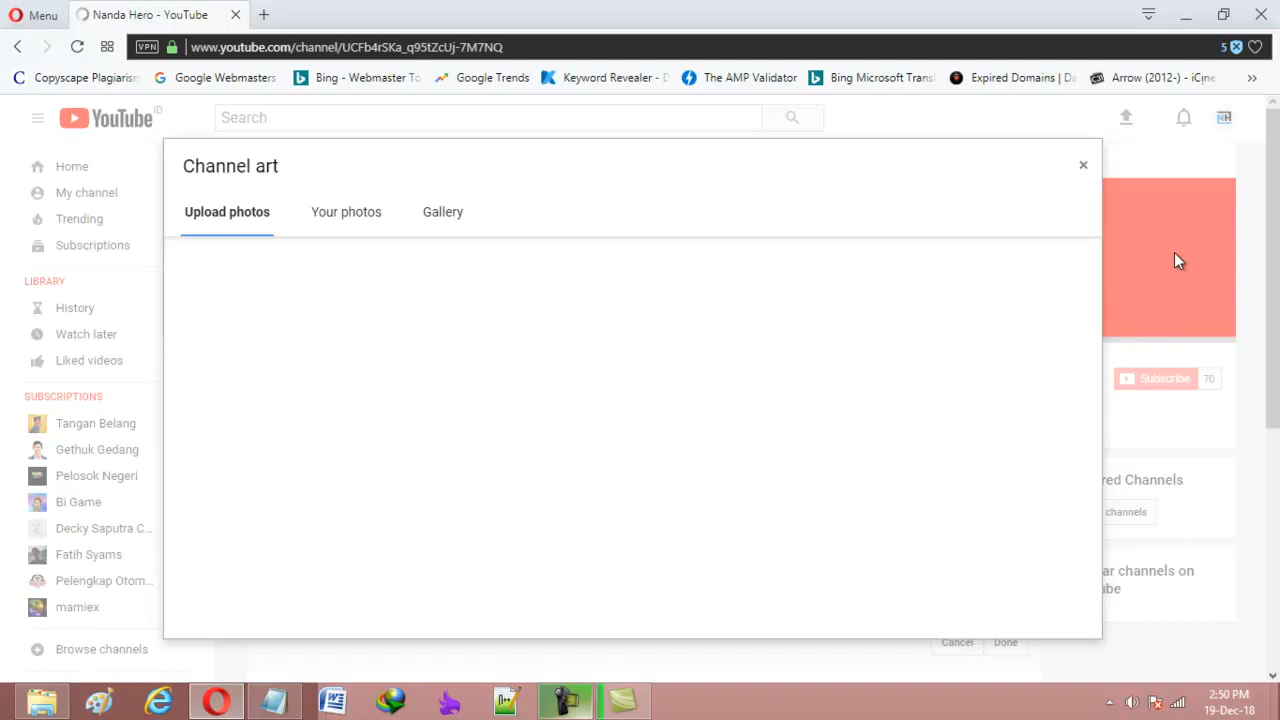 Menu
Nanda Hero - YouTube
VPN
www.youtube.com/channel/UCFb4rSKa_q95tZcUj-7M7NQ
5
Copyscape Plagiarism
Google Webmasters
Bing - Webmaster To
Google Trends
Keyword Revealer - D
The AMP Validator
Bing Microsoft Trans
Expired Domains | Da
Arrow (2012-) - iCine
YouTube ID
Search
NH
Channel art
Upload photos
Your photos
Gallery
Home
My channel
Trending
Subscriptions
LIBRARY
History
Watch later
Liked videos
SUBSCRIPTIONS
Tangan Belang
Gethuk Gedang
Pelosok Negeri
Bi Game
Decky Saputra C...
Fatih Syams
Pelengkap Otom...
mamiex
Browse channels
Subscribe 70
red Channels
channels
ar channels on
be
Cancel
Done
2:50 PM
19-Dec-18